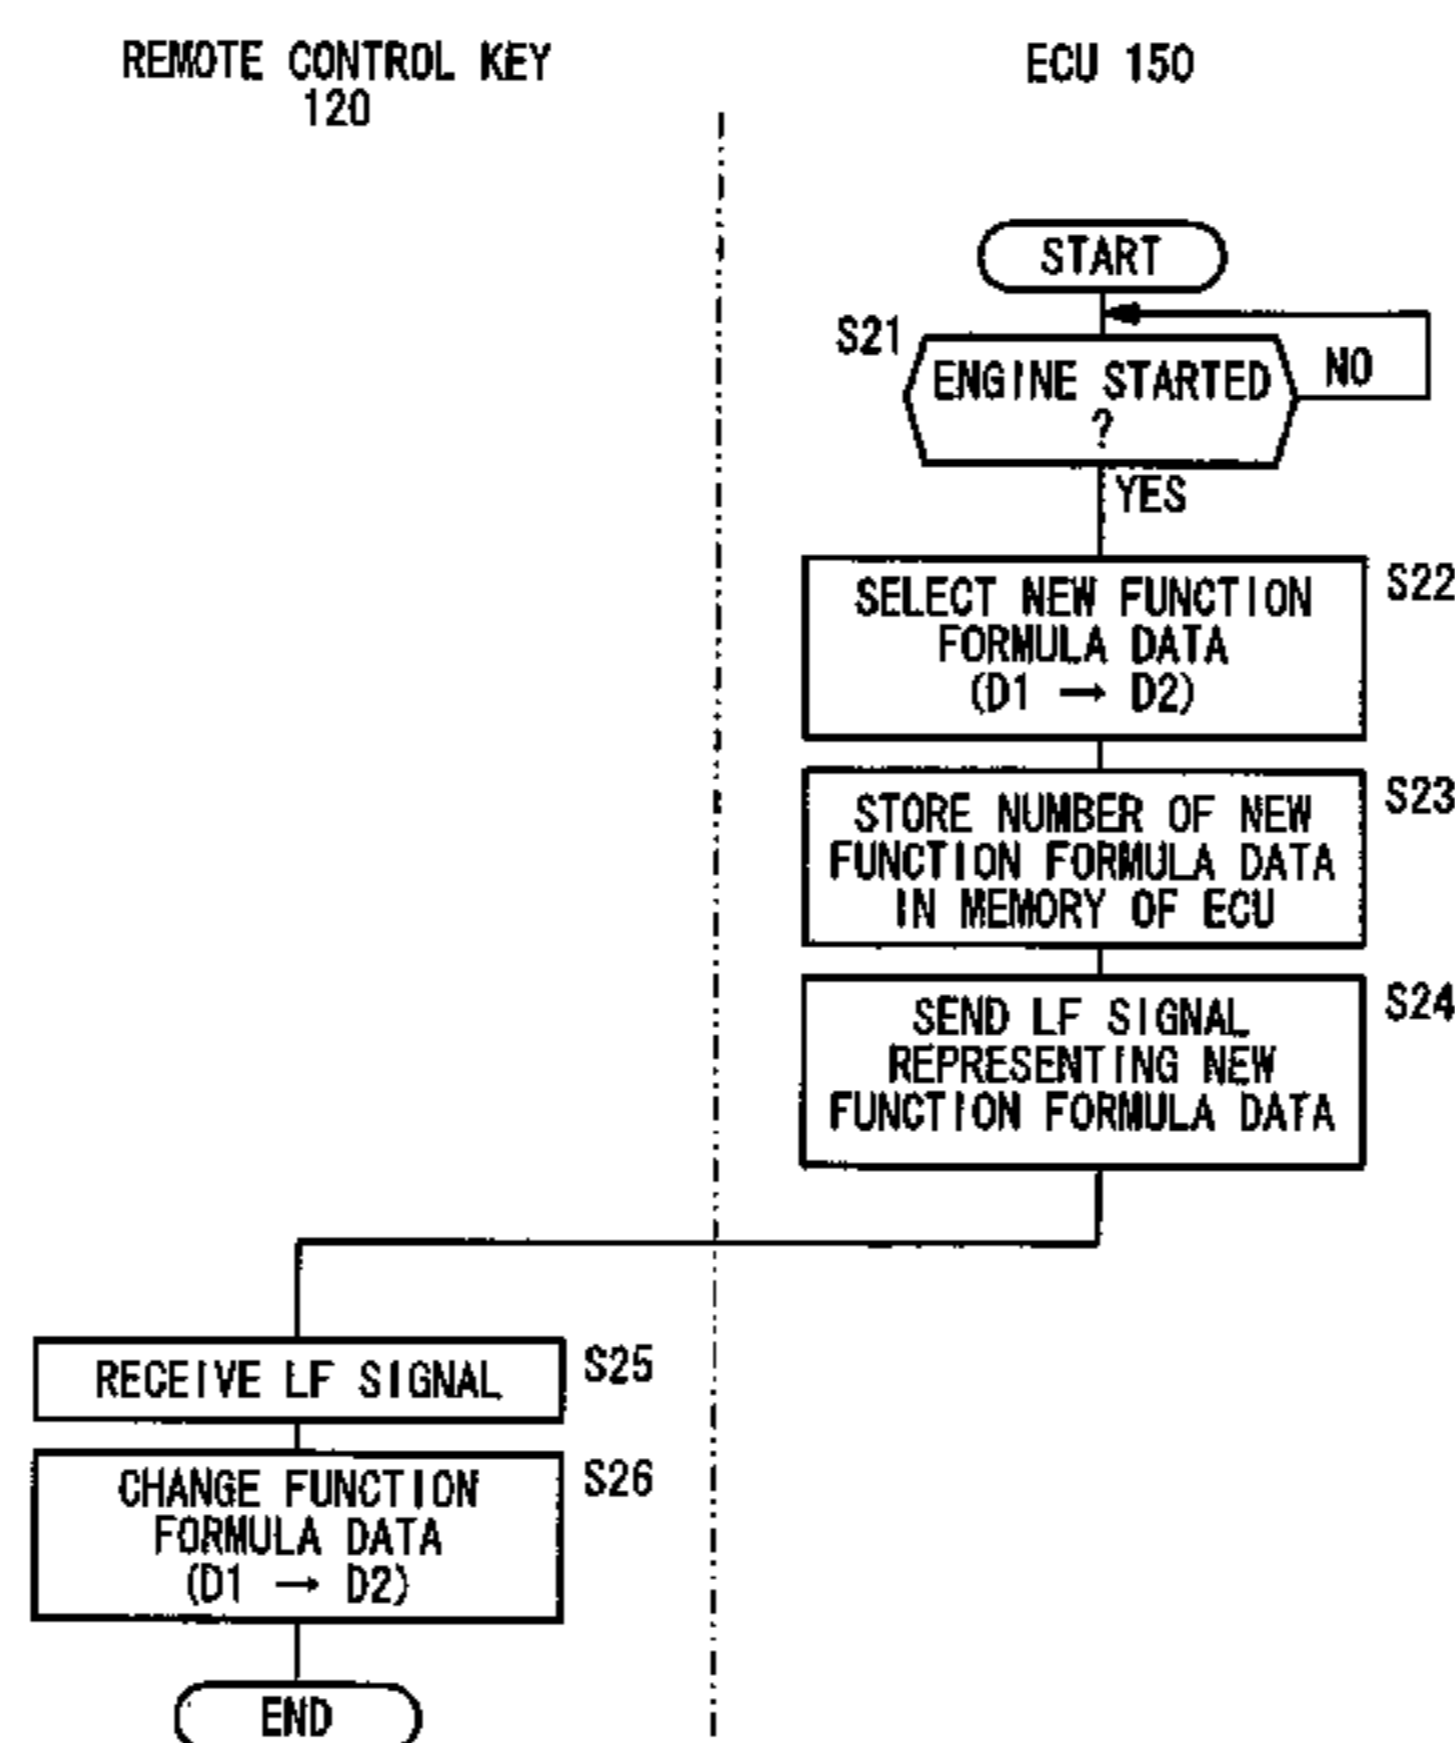 REMOTE CONTROL KEY
120
ECU 150
START
S21
ENGINE STARTED
?
NO
YES
SELECT NEW FUNCTION
FORMULA DATA
(D1 → D2)
S22
STORE NUMBER OF NEW
FUNCTION FORMULA DATA
IN MEMORY OF ECU
S23
SEND LF SIGNAL
REPRESENTING NEW
FUNCTION FORMULA DATA
S24
RECEIVE LF SIGNAL
S25
CHANGE FUNCTION
FORMULA DATA
(D1 → D2)
S26
END